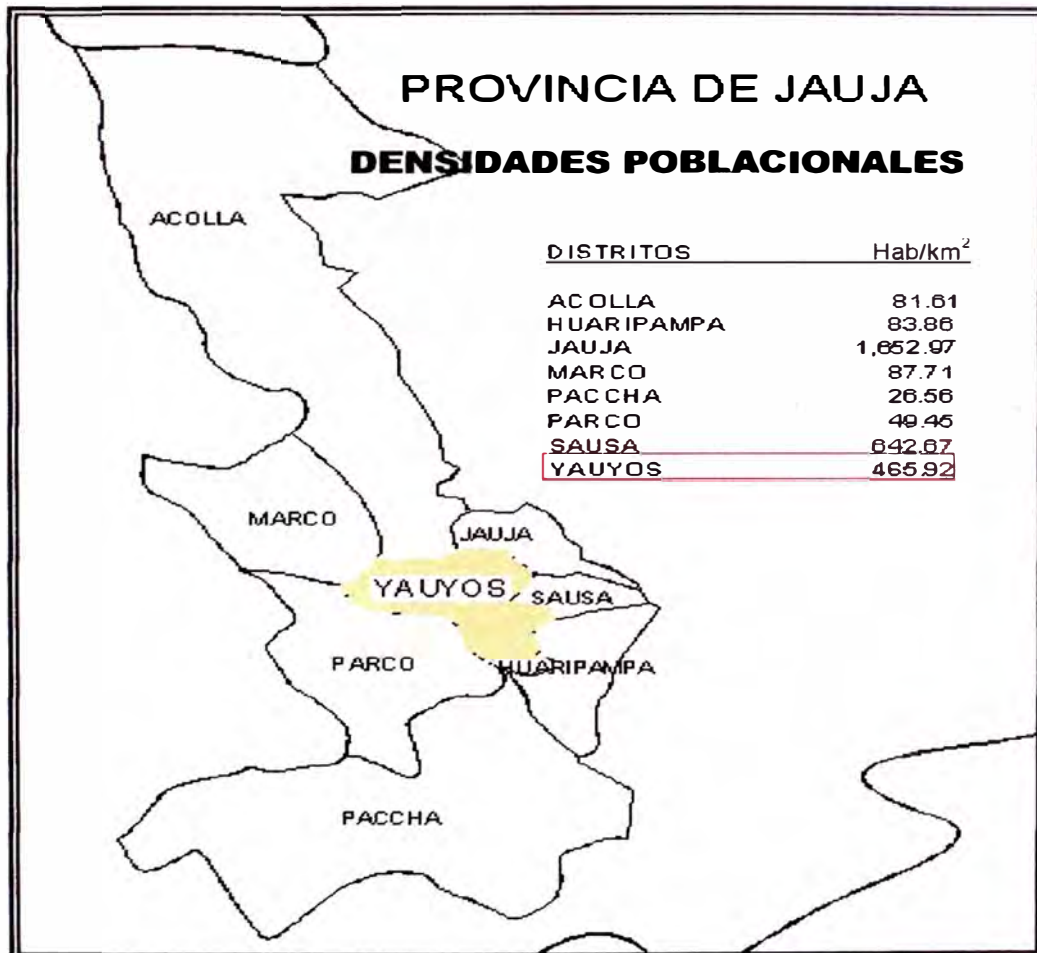 PROVINCIA DE JAUJA
DENSIDADES POBLACIONALES
DISTRITOS Hab/km²
ACOLLA 81.61
HUARIPAMPA 83.86
JAUJA 1,652.97
MARCO 87.71
PACCHA 26.56
PARCO 49.45
SAUSA 642.67
YAUYOS 465.92
ACOLLA
MARCO
JAUJA
YAUYOS
SAUSA
PARCO
HUARIPAMPA
PACCHA